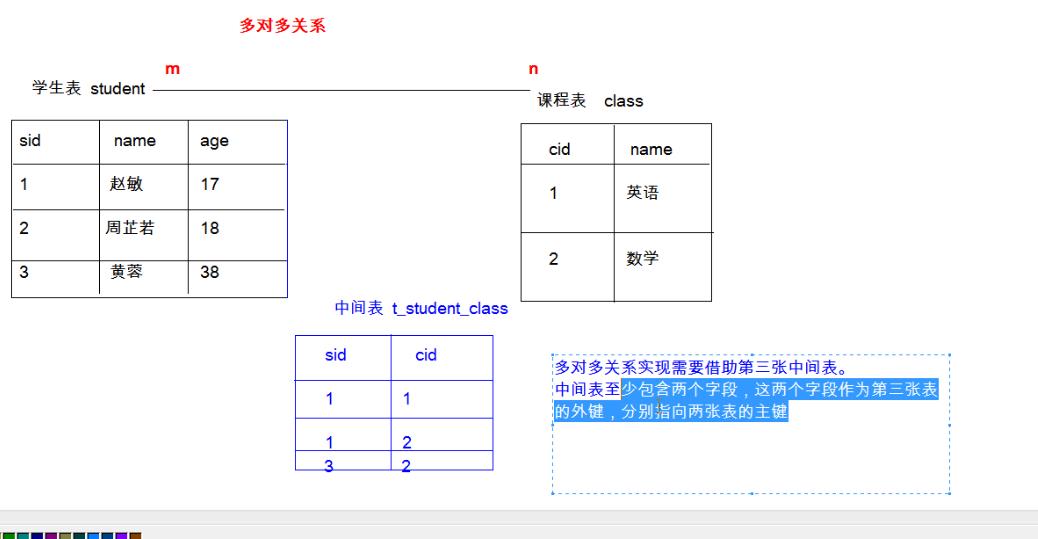 多对多关系
m
n
学生表 student
课程表 class
sid name age
1 赵敏 17
2 周芷若 18
3 黄蓉 38
cid name
1 英语
2 数学
中间表 t_student_class
sid cid
1 1
1 2
3 2
多对多关系实现需要借助第三张中间表。
中间表至少包含两个字段，这两个字段作为第三张表
的外键，分别指向两张表的主键